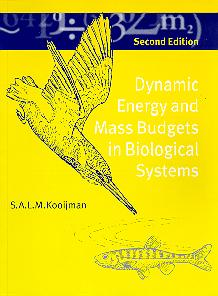 Second Edition
Dynamic
Energy and
Mass Budgets
in Biological
Systems
S.A.L.M.Kooijman